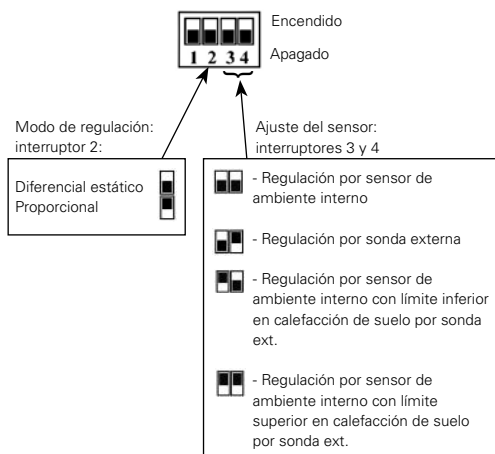 Encendido
Apagado
1 2 3 4
Modo de regulación:
interruptor 2:
Diferencial estático
Proporcional
Ajuste del sensor:
interruptores 3 y 4
- Regulación por sensor de
ambiente interno
- Regulación por sonda externa
- Regulación por sensor de
ambiente interno con límite inferior
en calefacción de suelo por sonda
ext.
- Regulación por sensor de
ambiente interno con límite
superior en calefacción de suelo
por sonda ext.